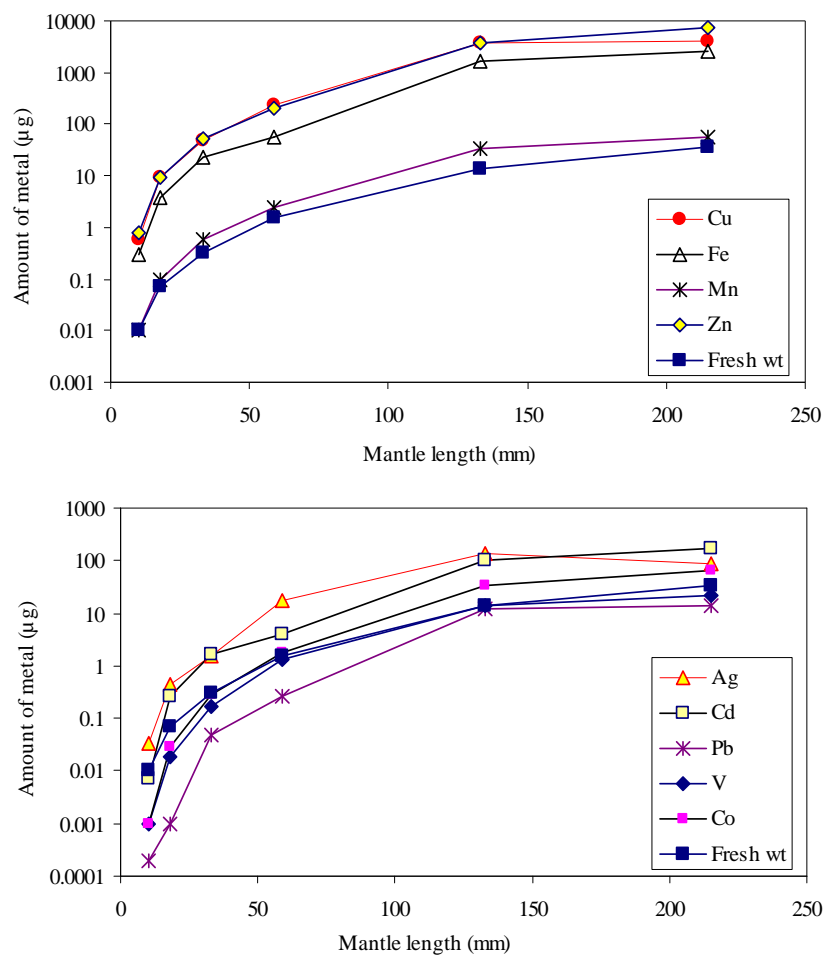 10000
1000
100
10
1
0.1
0.01
0.001
Amount of metal (µg)
0 50 100 150 200 250
Mantle length (mm)
Cu
Fe
Mn
Zn
Fresh wt
1000
100
10
1
0.1
0.01
0.001
0.0001
Amount of metal (µg)
0 50 100 150 200 250
Mantle length (mm)
Ag
Cd
Pb
V
Co
Fresh wt